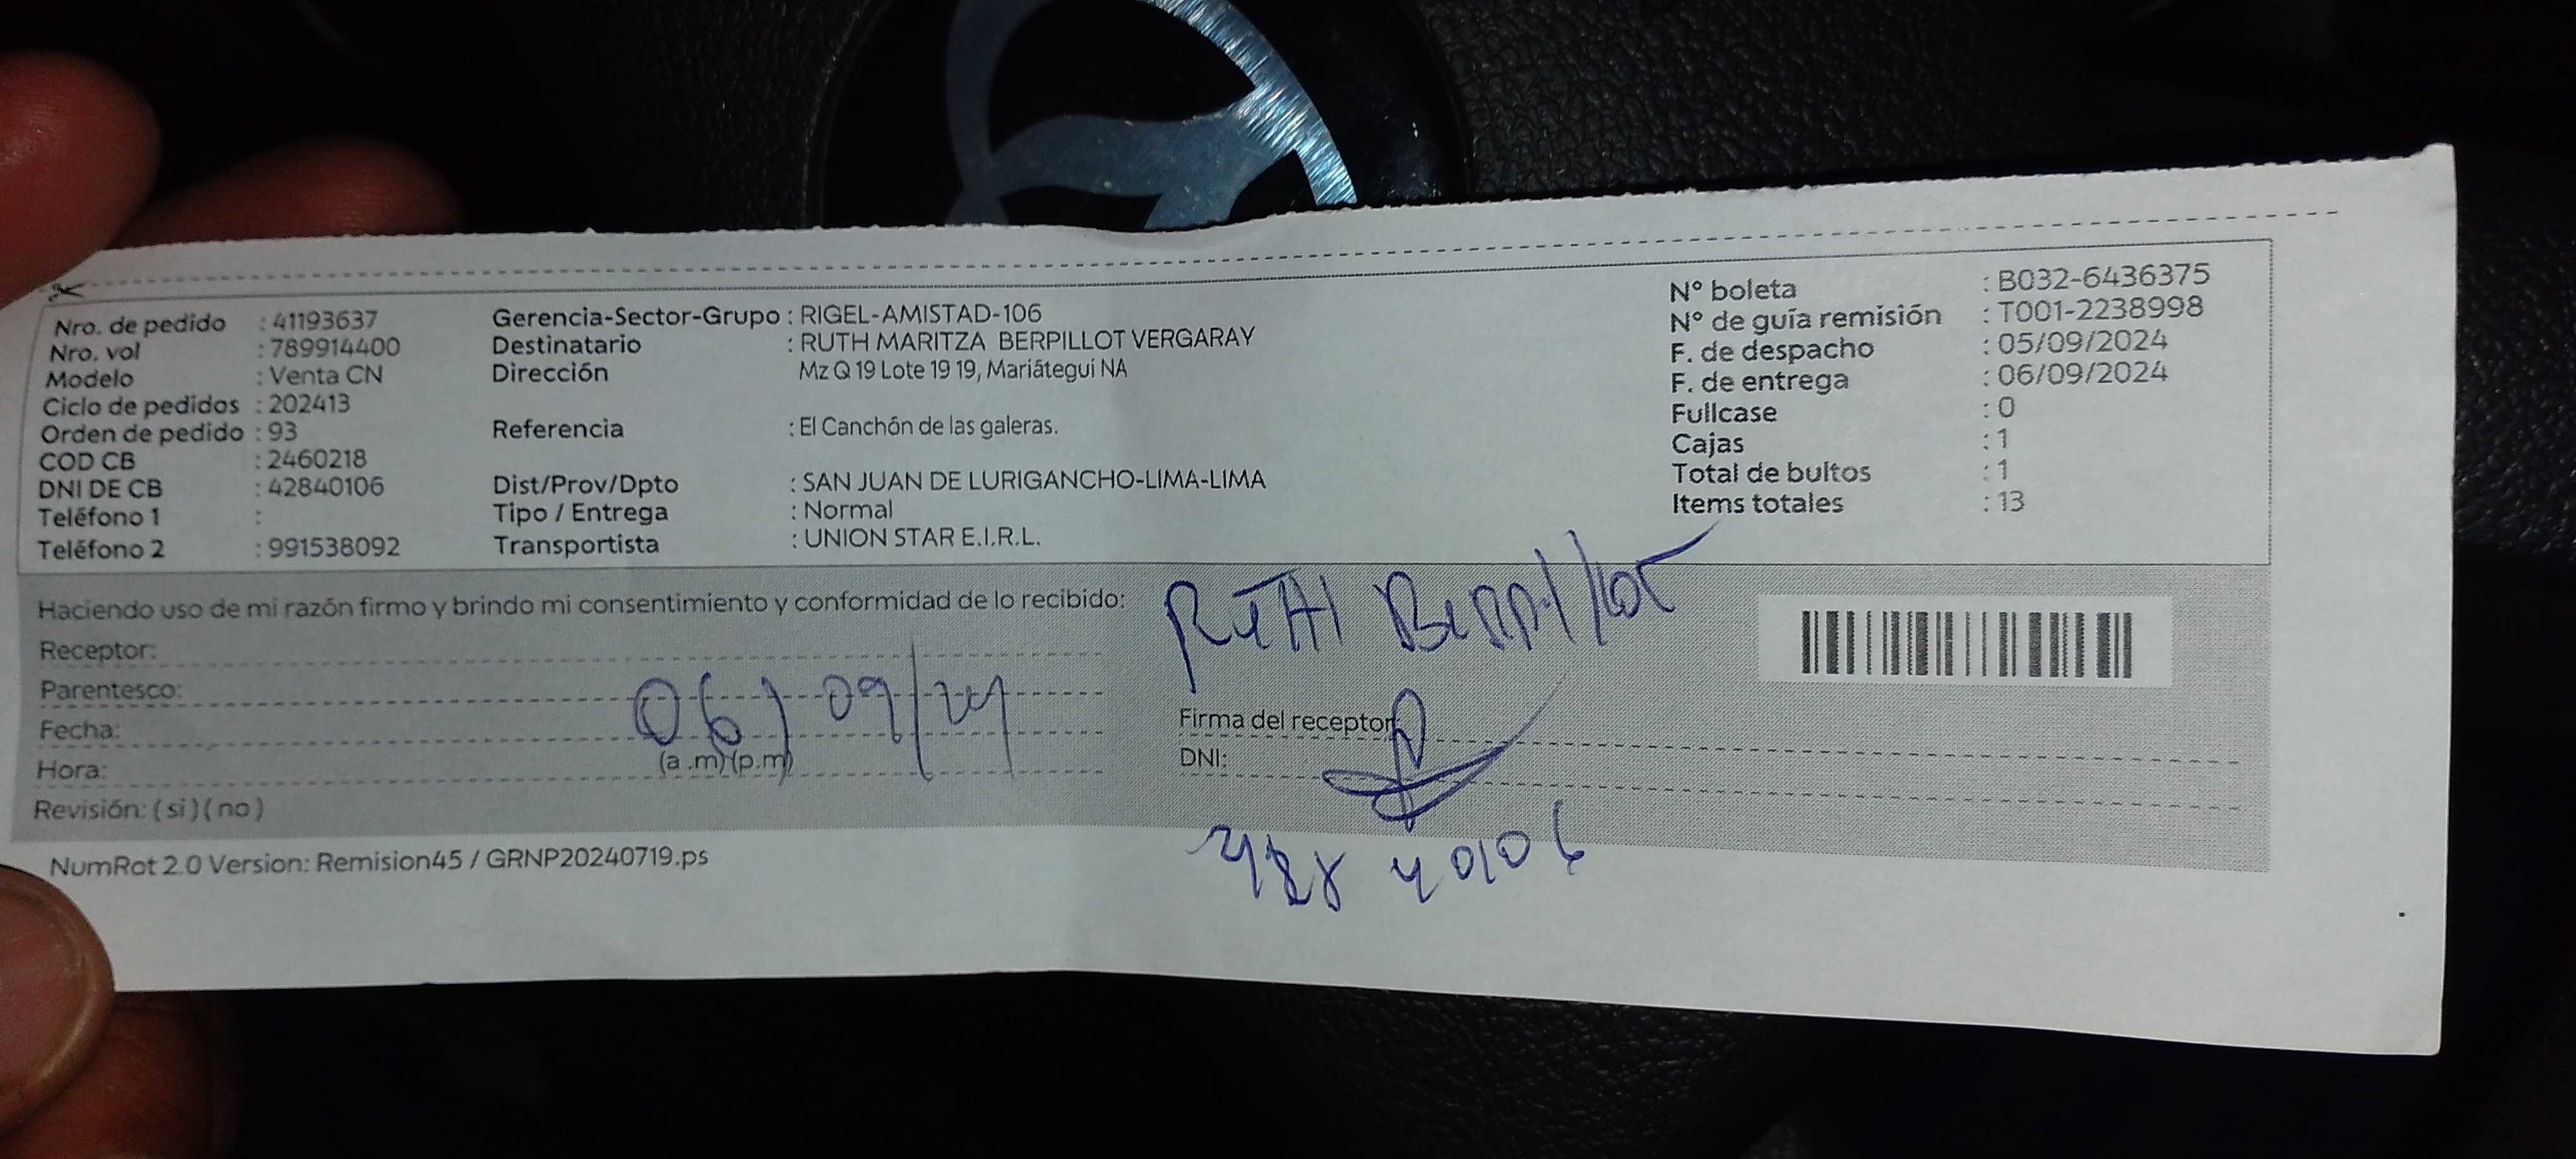 Nro. de pedido : 41193637
Nro. vol : 789914400
Modelo : Venta CN
Ciclo de pedidos : 202413
Orden de pedido : 93
COD CB : 2460218
DNI DE CB : 42840106
Teléfono 1 :
Teléfono 2 : 991538092
Gerencia-Sector-Grupo : RIGEL-AMISTAD-106
Destinatario : RUTH MARITZA BERPILLOT VERGARAY
Dirección Mz Q 19 Lote 19 19, Mariátegui NA
Referencia : El Canchón de las galeras.
Dist/Prov/Dpto : SAN JUAN DE LURIGANCHO-LIMA-LIMA
Tipo / Entrega : Normal
Transportista : UNION STAR E.I.R.L.
N° boleta : B032-6436375
N° de guía remisión : T001-2238998
F. de despacho : 05/09/2024
F. de entrega : 06/09/2024
Fullcase : 0
Cajas : 1
Total de bultos : 1
Items totales : 13
Haciendo uso de mi razón firmo y brindo mi consentimiento y conformidad de lo recibido:
Receptor:
Parentesco:
Fecha: 06/09/24
Hora: (a .m) (p.m)
Revisión: ( si ) ( no )
RUTH Berpillot
Firma del receptor
DNI:
42840106
NumRot 2.0 Version: Remision45 / GRNP20240719.ps